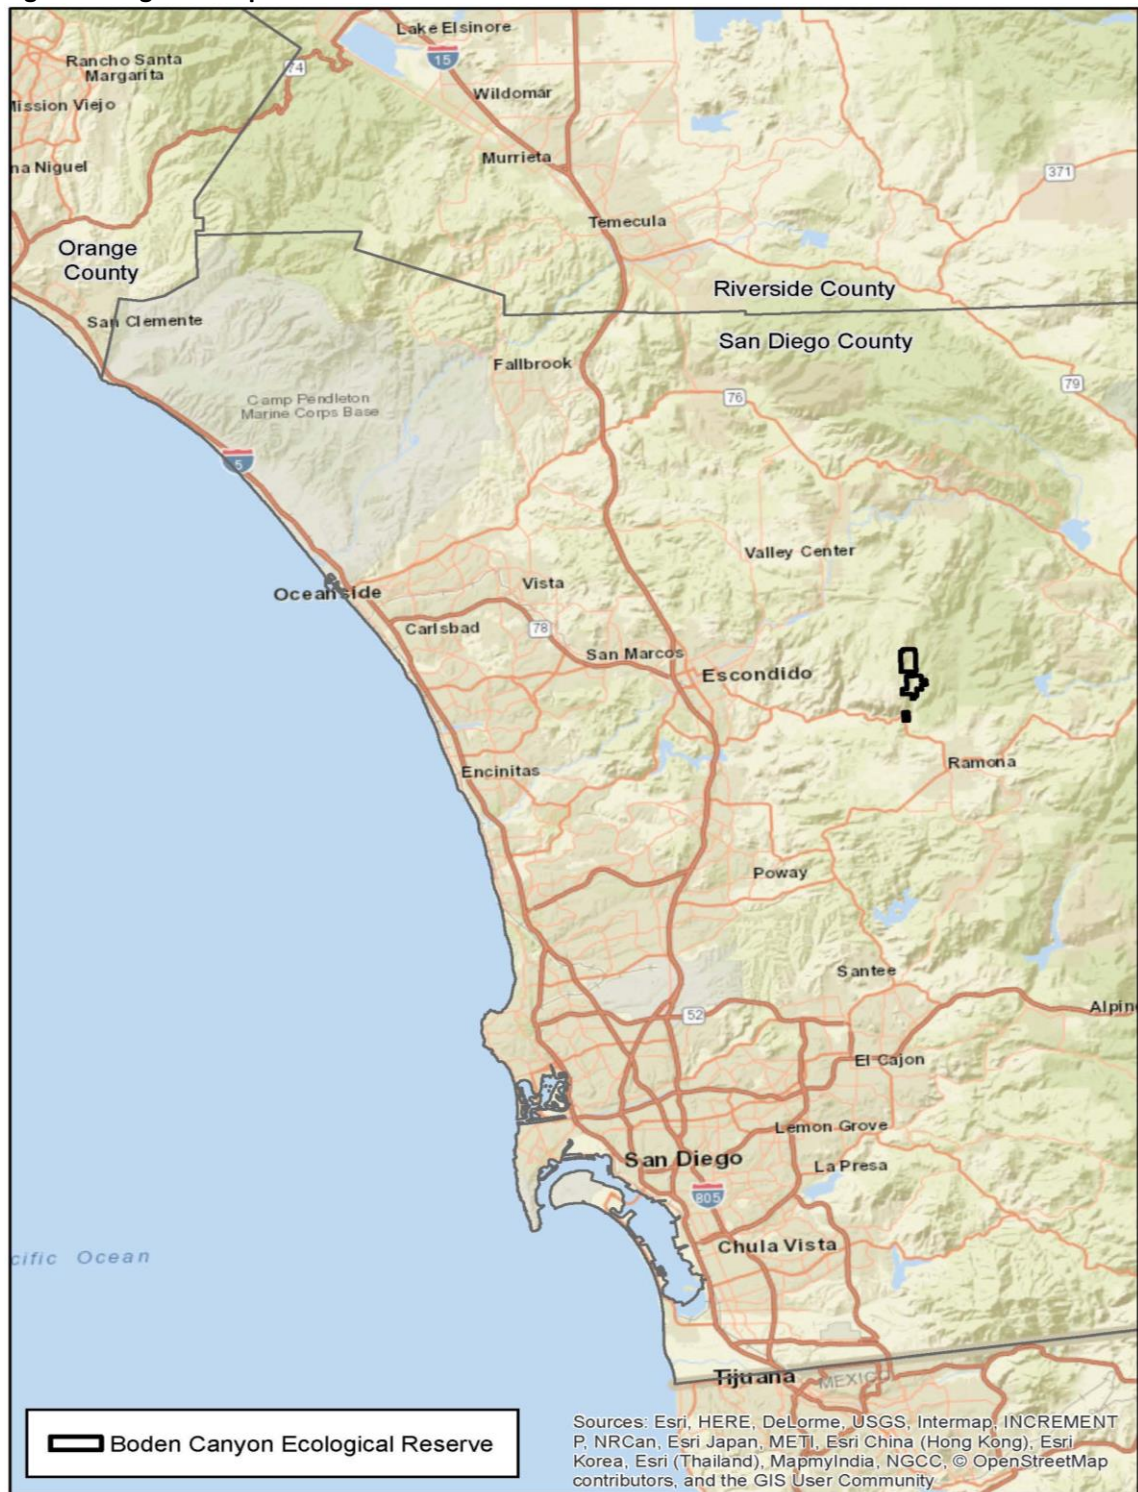 Lake Elsinore
Rancho Santa
Margarita
74
15
Mission Viejo
Wildomar
Murrieta
na Niguel
371
Temecula
Orange
County
Riverside County
San Clemente
San Diego County
Fallbrook
79
Camp Pendleton
Marine Corps Base
76
5
Valley Center
Vista
Oceanside
Carlsbad
78
San Marcos
Escondido
Ramona
Encinitas
Poway
Santee
Alpin
52
El Cajon
Lemon Grove
San Diego
La Presa
805
Chula Vista
cific Ocean
Tijuana
MEXICO
Boden Canyon Ecological Reserve
Sources: Esri, HERE, DeLorme, USGS, Intermap, INCREMENT
P, NRCan, Esri Japan, METI, Esri China (Hong Kong), Esri
Korea, Esri (Thailand), MapmyIndia, NGCC, © OpenStreetMap
contributors, and the GIS User Community